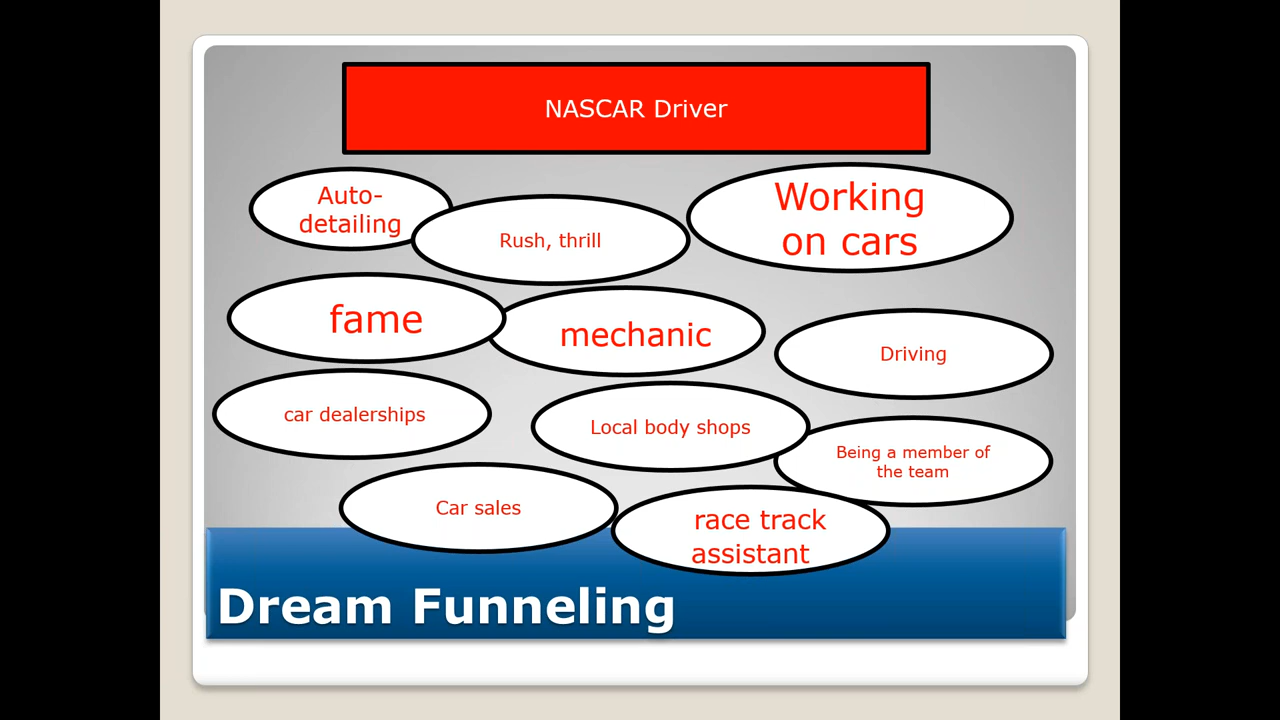 NASCAR Driver
Auto-
detailing
Rush, thrill
Working
on cars
fame
mechanic
Driving
car dealerships
Local body shops
Being a member of
the team
Car sales
race track
assistant
Dream Funneling